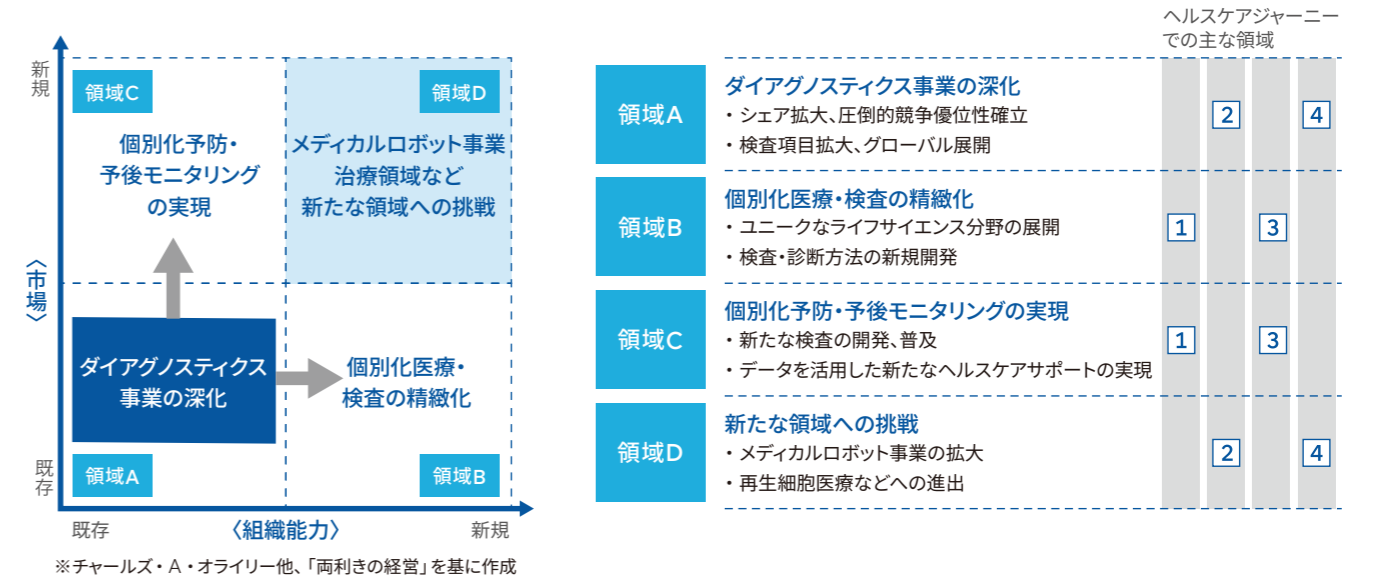 新規
領域C
領域D
個別化予防・
予後モニタリング
の実現
メディカルロボット事業
治療領域など
新たな領域への挑戦
〈市場〉
ダイアグノスティクス
事業の深化
個別化医療・
検査の精緻化
既存
領域A
領域B
既存
〈組織能力〉
新規
※チャールズ・A・オライリー他、「両利きの経営」を基に作成
ヘルスケアジャーニー
での主な領域
領域A
ダイアグノスティクス事業の深化
・シェア拡大、圧倒的競争優位性確立
・検査項目拡大、グローバル展開
2 4
領域B
個別化医療・検査の精緻化
・ユニークなライフサイエンス分野の展開
・検査・診断方法の新規開発
1 3
領域C
個別化予防・予後モニタリングの実現
・新たな検査の開発、普及
・データを活用した新たなヘルスケアサポートの実現
1 3
領域D
新たな領域への挑戦
・メディカルロボット事業の拡大
・再生細胞医療などへの進出
2 4